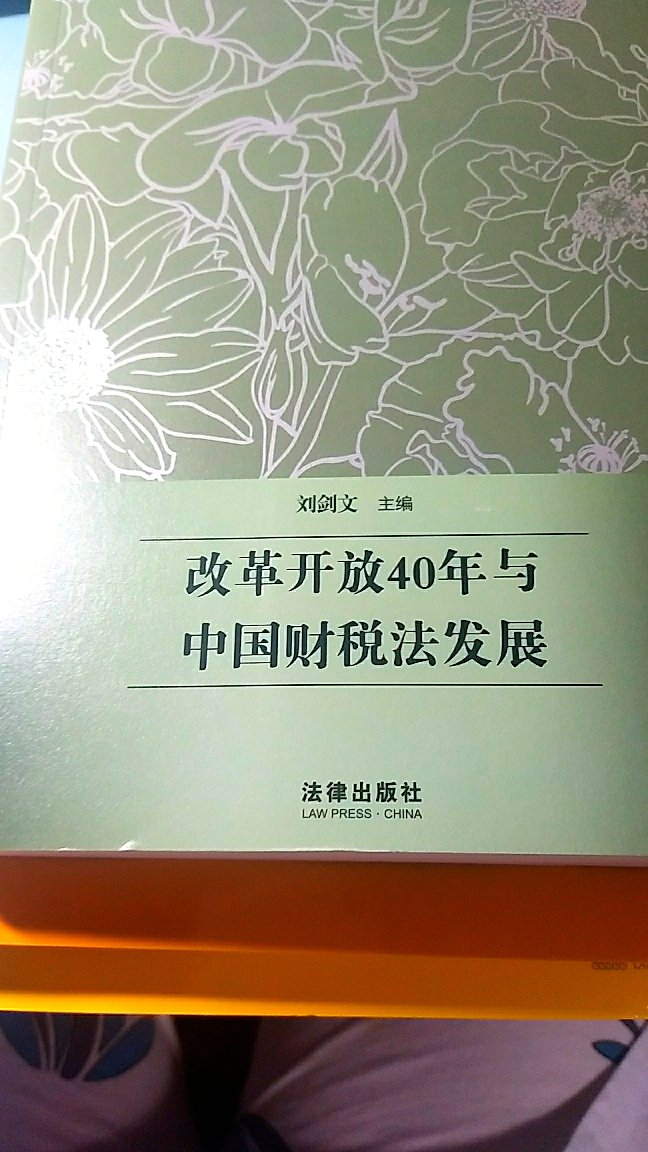 刘剑文 主编
改革开放40年与
中国财税法发展
法律出版社
LAW PRESS · CHINA